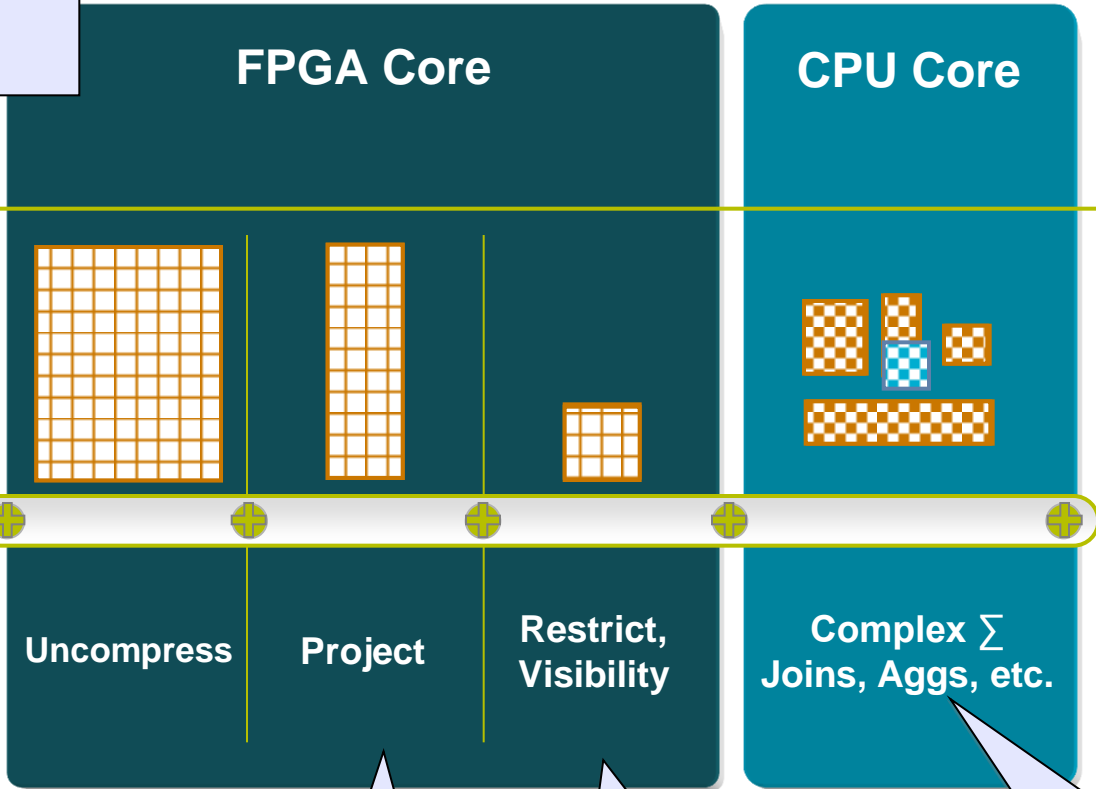 FPGA Core
CPU Core
Uncompress
Project
Restrict,
Visibility
Complex ∑
Joins, Aggs, etc.